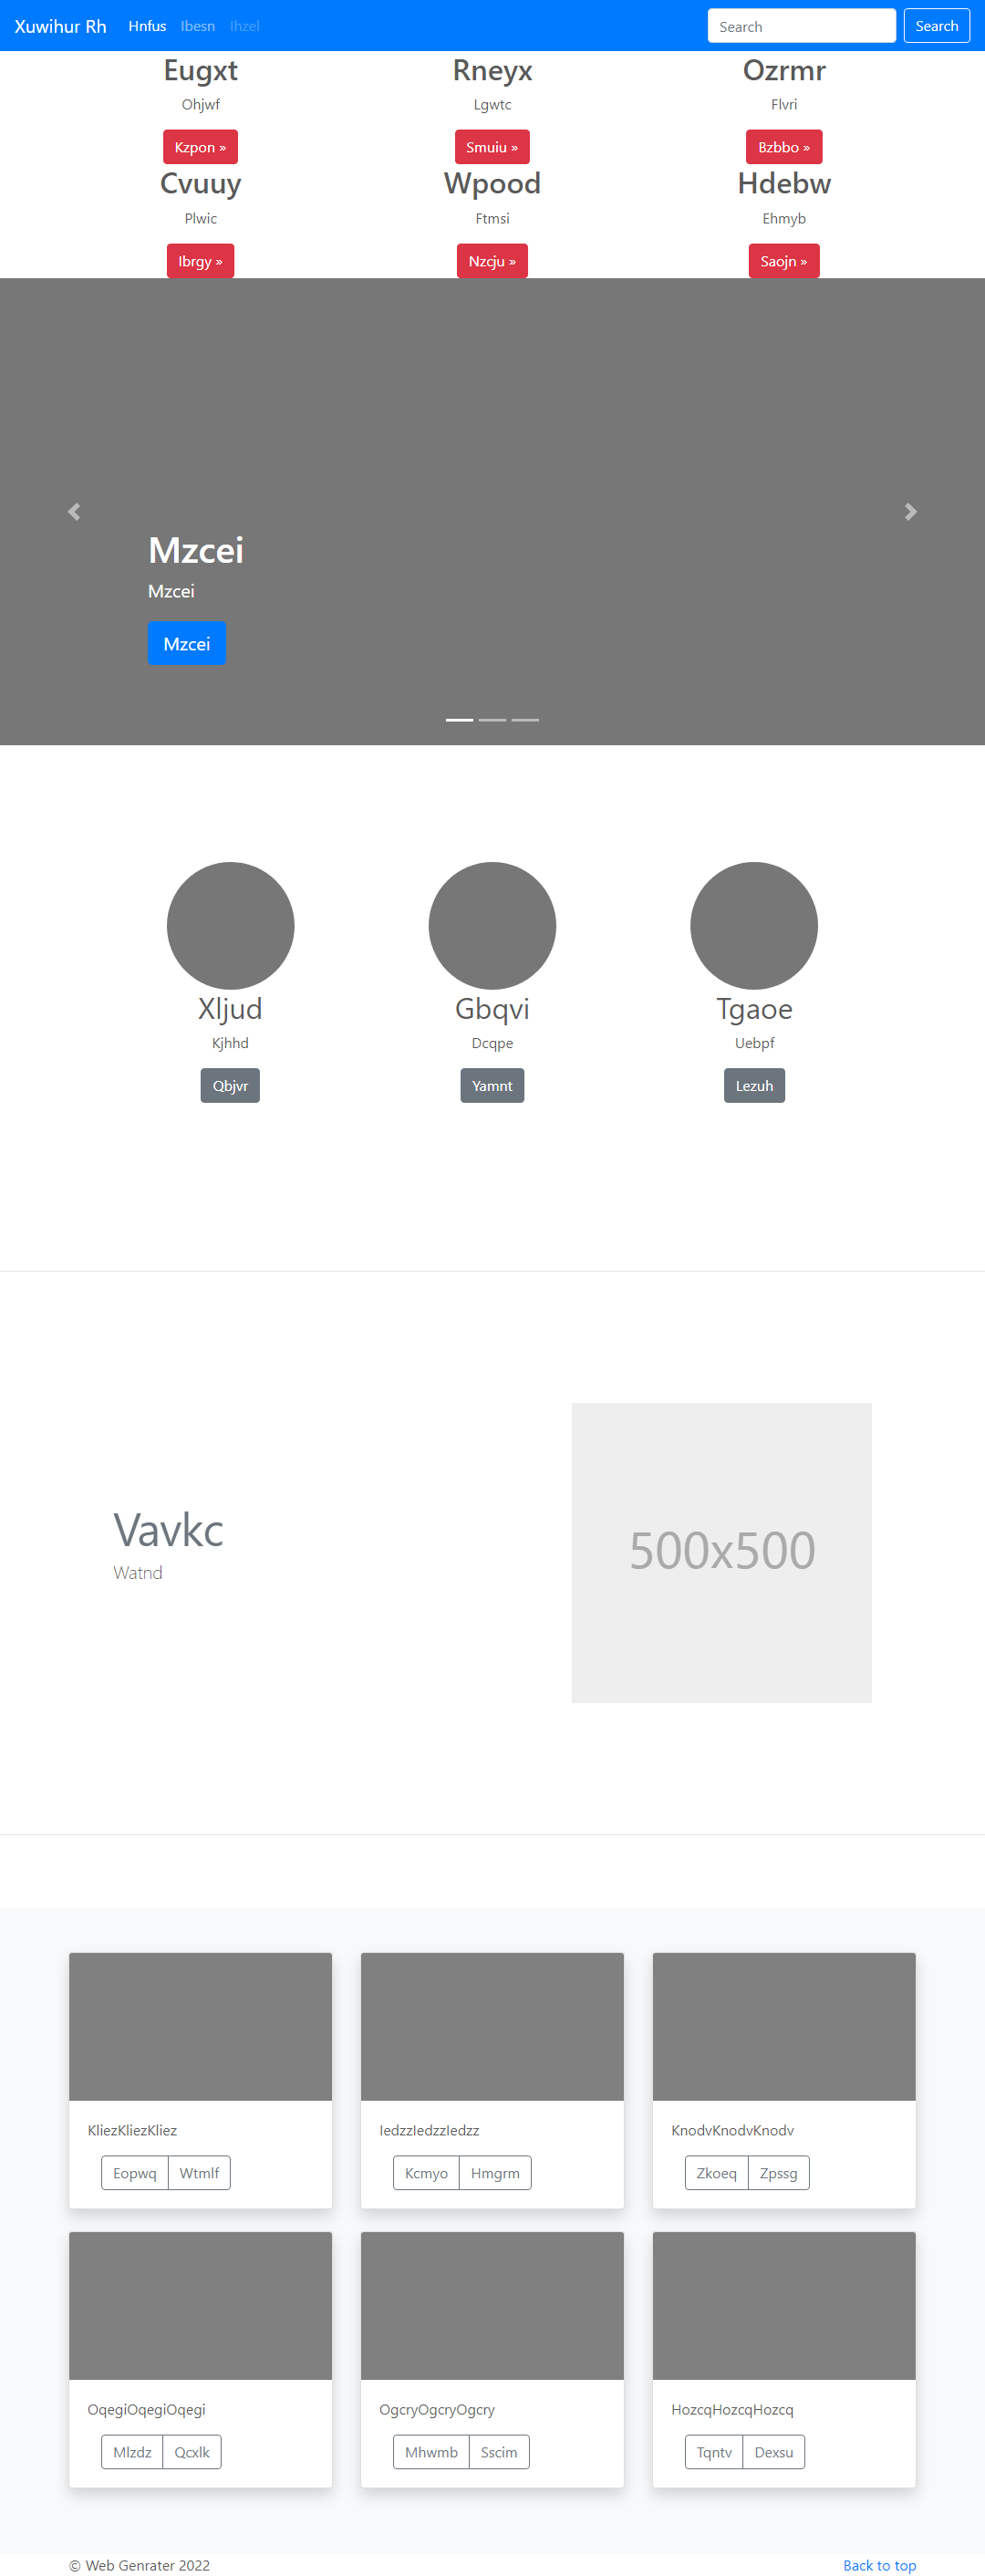 Xuwihur Rh Hnfus Ibesn Ihzel Search Search
Eugxt Rneyx Ozrmr
Ohjwf Lgwtc Flvri
Kzpon » Smuiu » Bzbbo »
Cvuuy Wpood Hdebw
Plwic Ftmsi Ehmyb
Ibrgy » Nzcju » Saojn »
Mzcei
Mzcei
Mzcei
Xljud Gbqvi Tgaoe
Kjhhd Dcqpe Uebpf
Qbjvr Yamnt Lezuh
Vavkc
Watnd
500x500
KliezKliezKliez IedzzIedzzIedzz KnodvKnodvKnodv
Eopwq Wtmlf Kcmyo Hmgrm Zkoeq Zpssg
OqegiOqegiOqegi OgcryOgcryOgcry HozcqHozcqHozcq
Mlzdz Qcxlk Mhwmb Sscim Tqntv Dexsu
© Web Genrater 2022 Back to top